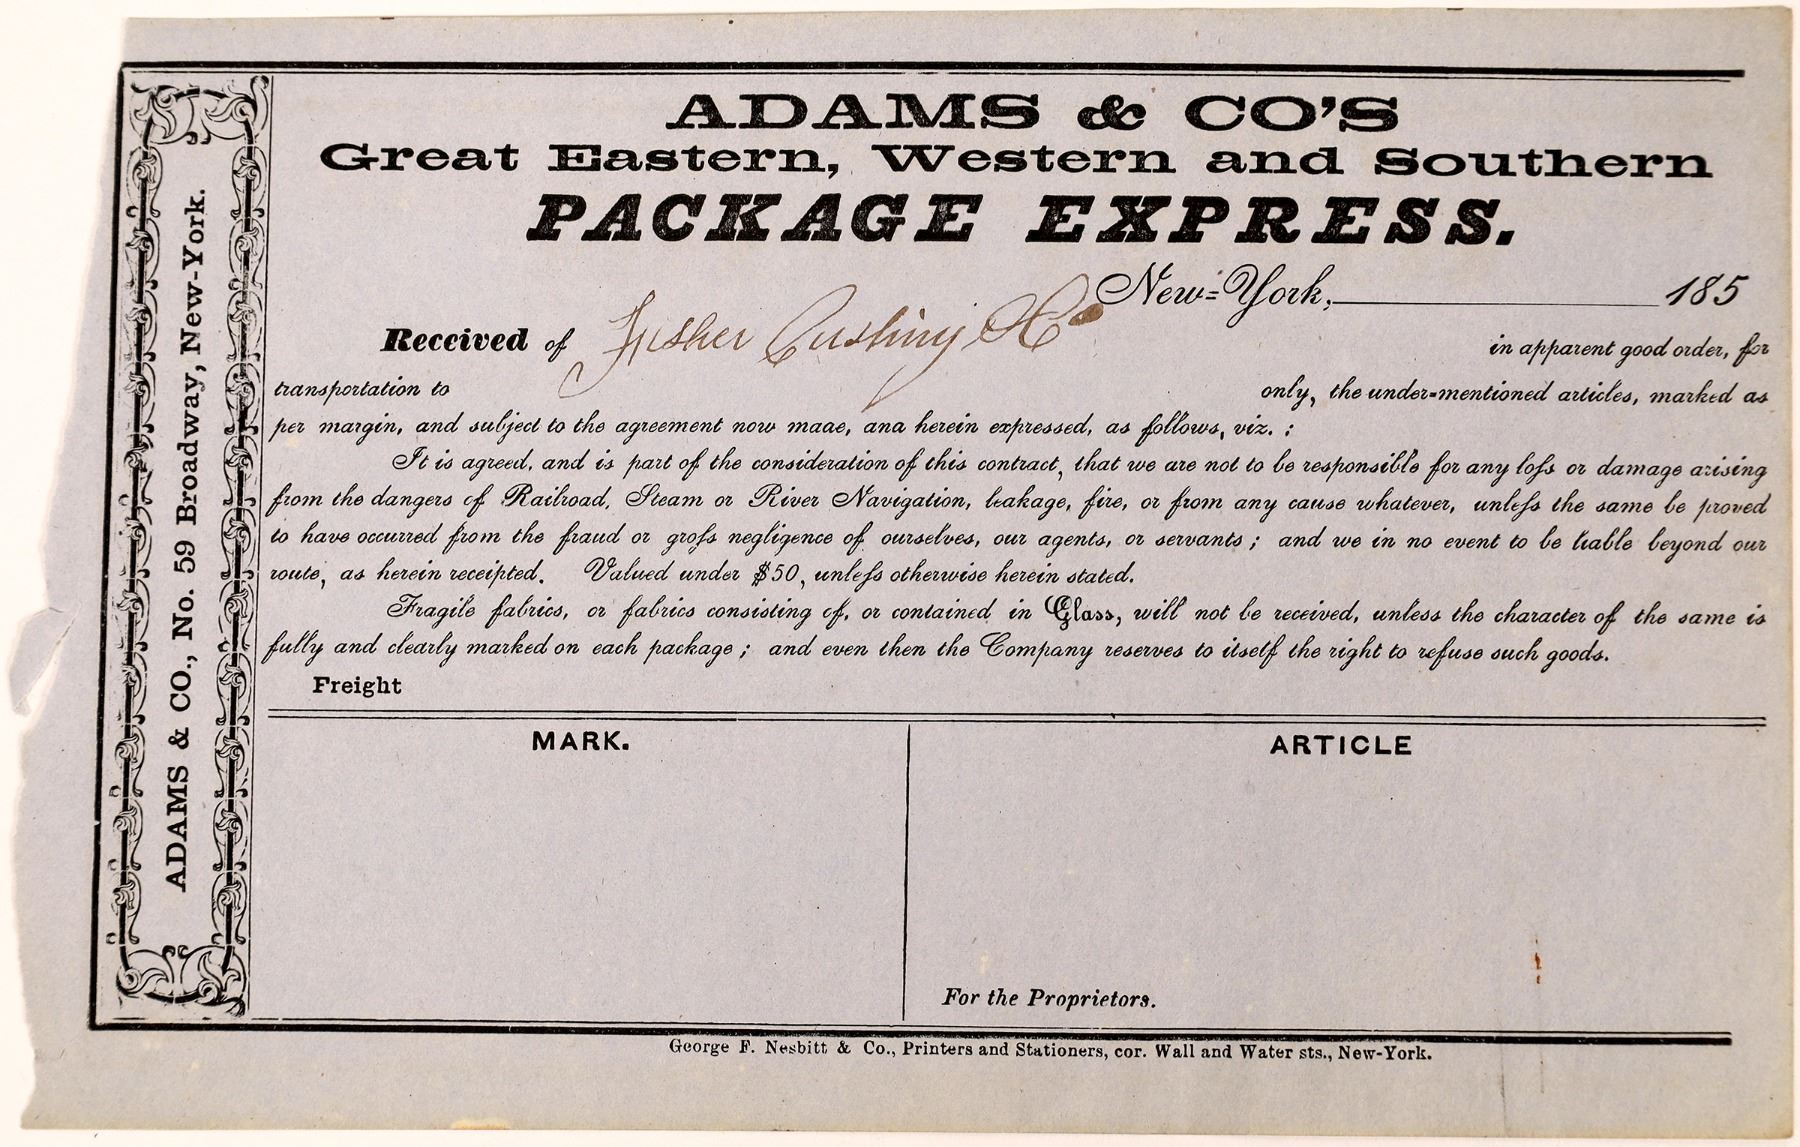 ADAMS & CO., No. 59 Broadway, New-York.
ADAMS & CO'S
Great Eastern, Western and Southern
PACKAGE EXPRESS.
New=York, 185
Received of Fisher Cushing & Co in apparent good order, for
transportation to only, the under-mentioned articles, marked as
per margin, and subject to the agreement now maae, ana herein expressed, as follows, viz. :
It is agreed, and is part of the consideration of this contract, that we are not to be responsible for any loſs or damage arising
from the dangers of Railroad, Steam or River Navigation, leakage, fire, or from any cause whatever, unleſs the same be proved
to have occurred from the fraud or groſs negligence of ourselves, our agents, or servants ; and we in no event to be liable beyond our
route, as herein receipted. Valued under $50, unleſs otherwise herein stated.
Fragile fabrics, or fabrics consisting of, or contained in Glass, will not be received, unless the character of the same is
fully and clearly marked on each package ; and even then the Company reserves to itself the right to refuse such goods.
Freight
MARK. ARTICLE
For the Proprietors.
George F. Nesbitt & Co., Printers and Stationers, cor. Wall and Water sts., New-York.